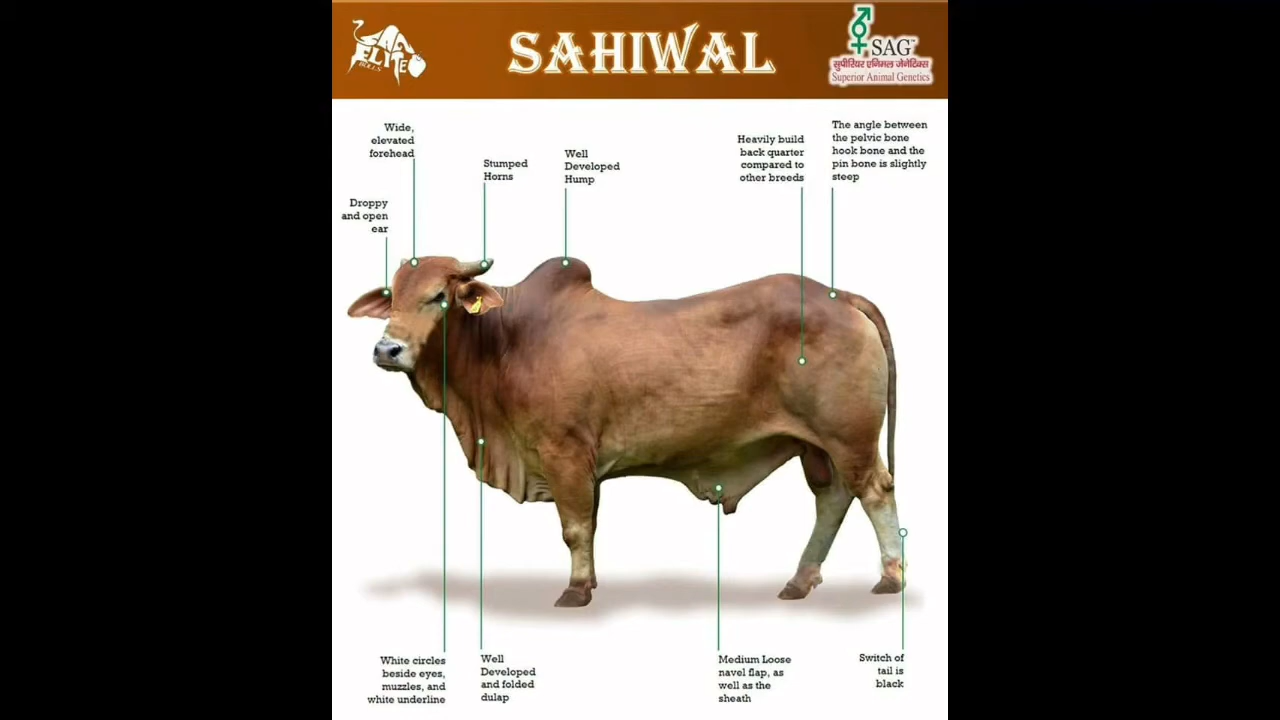 ELITE
BULLS
SAHIWAL
SAG™
सुपीरियर एनिमल जेनेटिक्स
Superior Animal Genetics
Wide,
elevated
forehead
Droppy
and open
ear
Stumped
Horns
Well
Developed
Hump
Heavily build
back quarter
compared to
other breeds
The angle between
the pelvic bone
hook bone and the
pin bone is slightly
steep
White circles
beside eyes,
muzzles, and
white underline
Well
Developed
and folded
dulap
Medium Loose
navel flap, as
well as the
sheath
Switch of
tail is
black